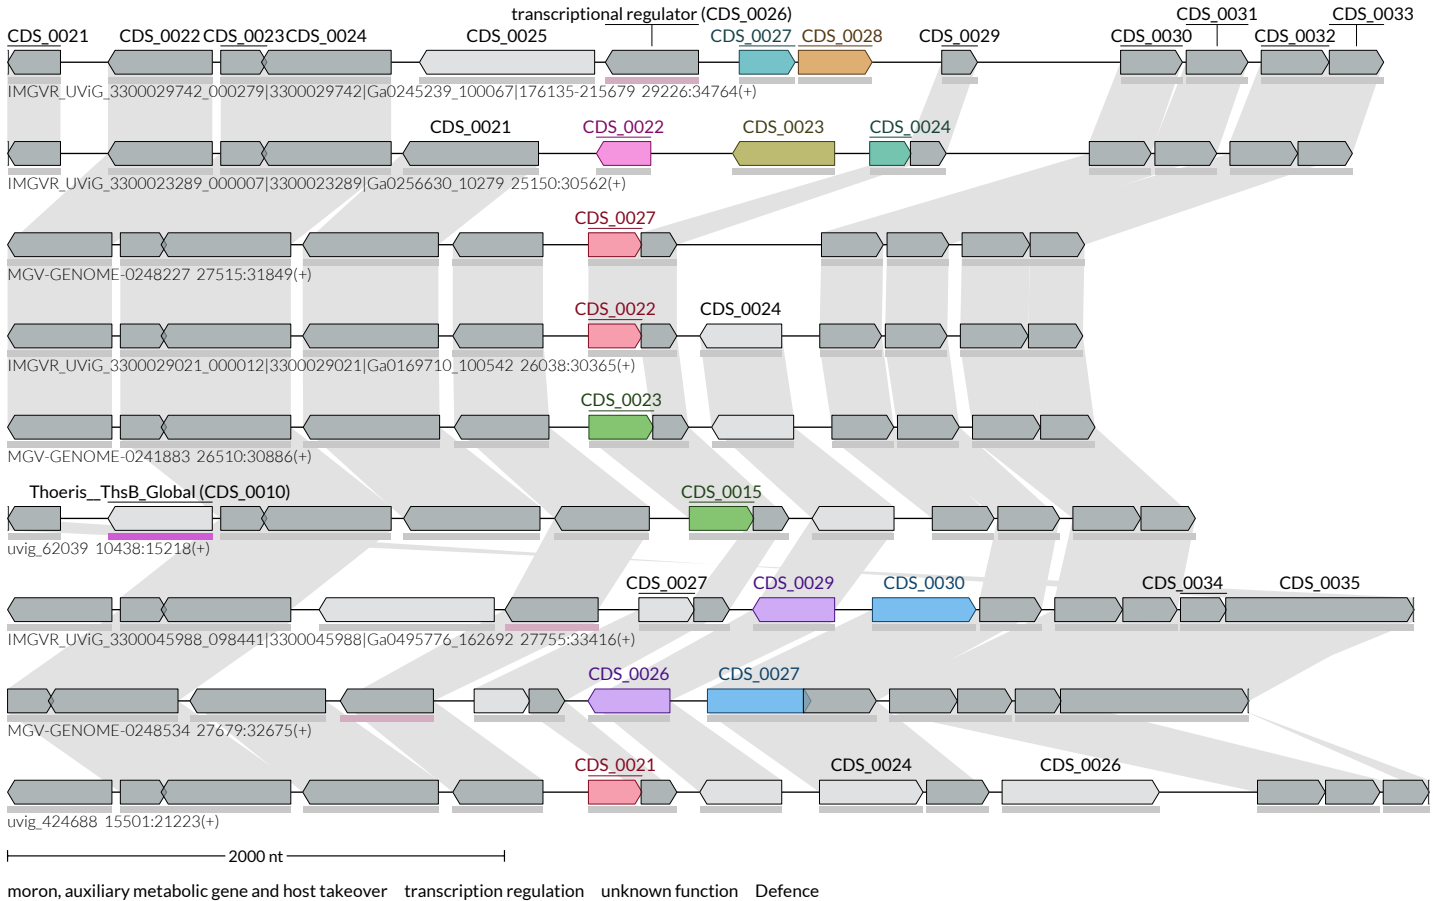 transcriptional regulator (CDS_0026)
CDS_0031 CDS_0033
CDS_0021 CDS_0022 CDS_0023 CDS_0024 CDS_0025 CDS_0027 CDS_0028 CDS_0029 CDS_0030 CDS_0032
IMGVR_UViG_3300029742_000279|3300029742|Ga0245239_100067|176135-215679 29226:34764(+)
CDS_0021 CDS_0022 CDS_0023 CDS_0024
IMGVR_UViG_3300023289_000007|3300023289|Ga0256630_10279 25150:30562(+)
CDS_0027
MGV-GENOME-0248227 27515:31849(+)
CDS_0022 CDS_0024
IMGVR_UViG_3300029021_000012|3300029021|Ga0169710_100542 26038:30365(+)
CDS_0023
MGV-GENOME-0241883 26510:30886(+)
Thoeris__ThsB_Global (CDS_0010) CDS_0015
uvig_62039 10438:15218(+)
CDS_0027 CDS_0029 CDS_0030 CDS_0034 CDS_0035
IMGVR_UViG_3300045988_098441|3300045988|Ga0495776_162692 27755:33416(+)
CDS_0026 CDS_0027
MGV-GENOME-0248534 27679:32675(+)
CDS_0021 CDS_0024 CDS_0026
uvig_424688 15501:21223(+)
2000 nt
moron, auxiliary metabolic gene and host takeover transcription regulation unknown function Defence